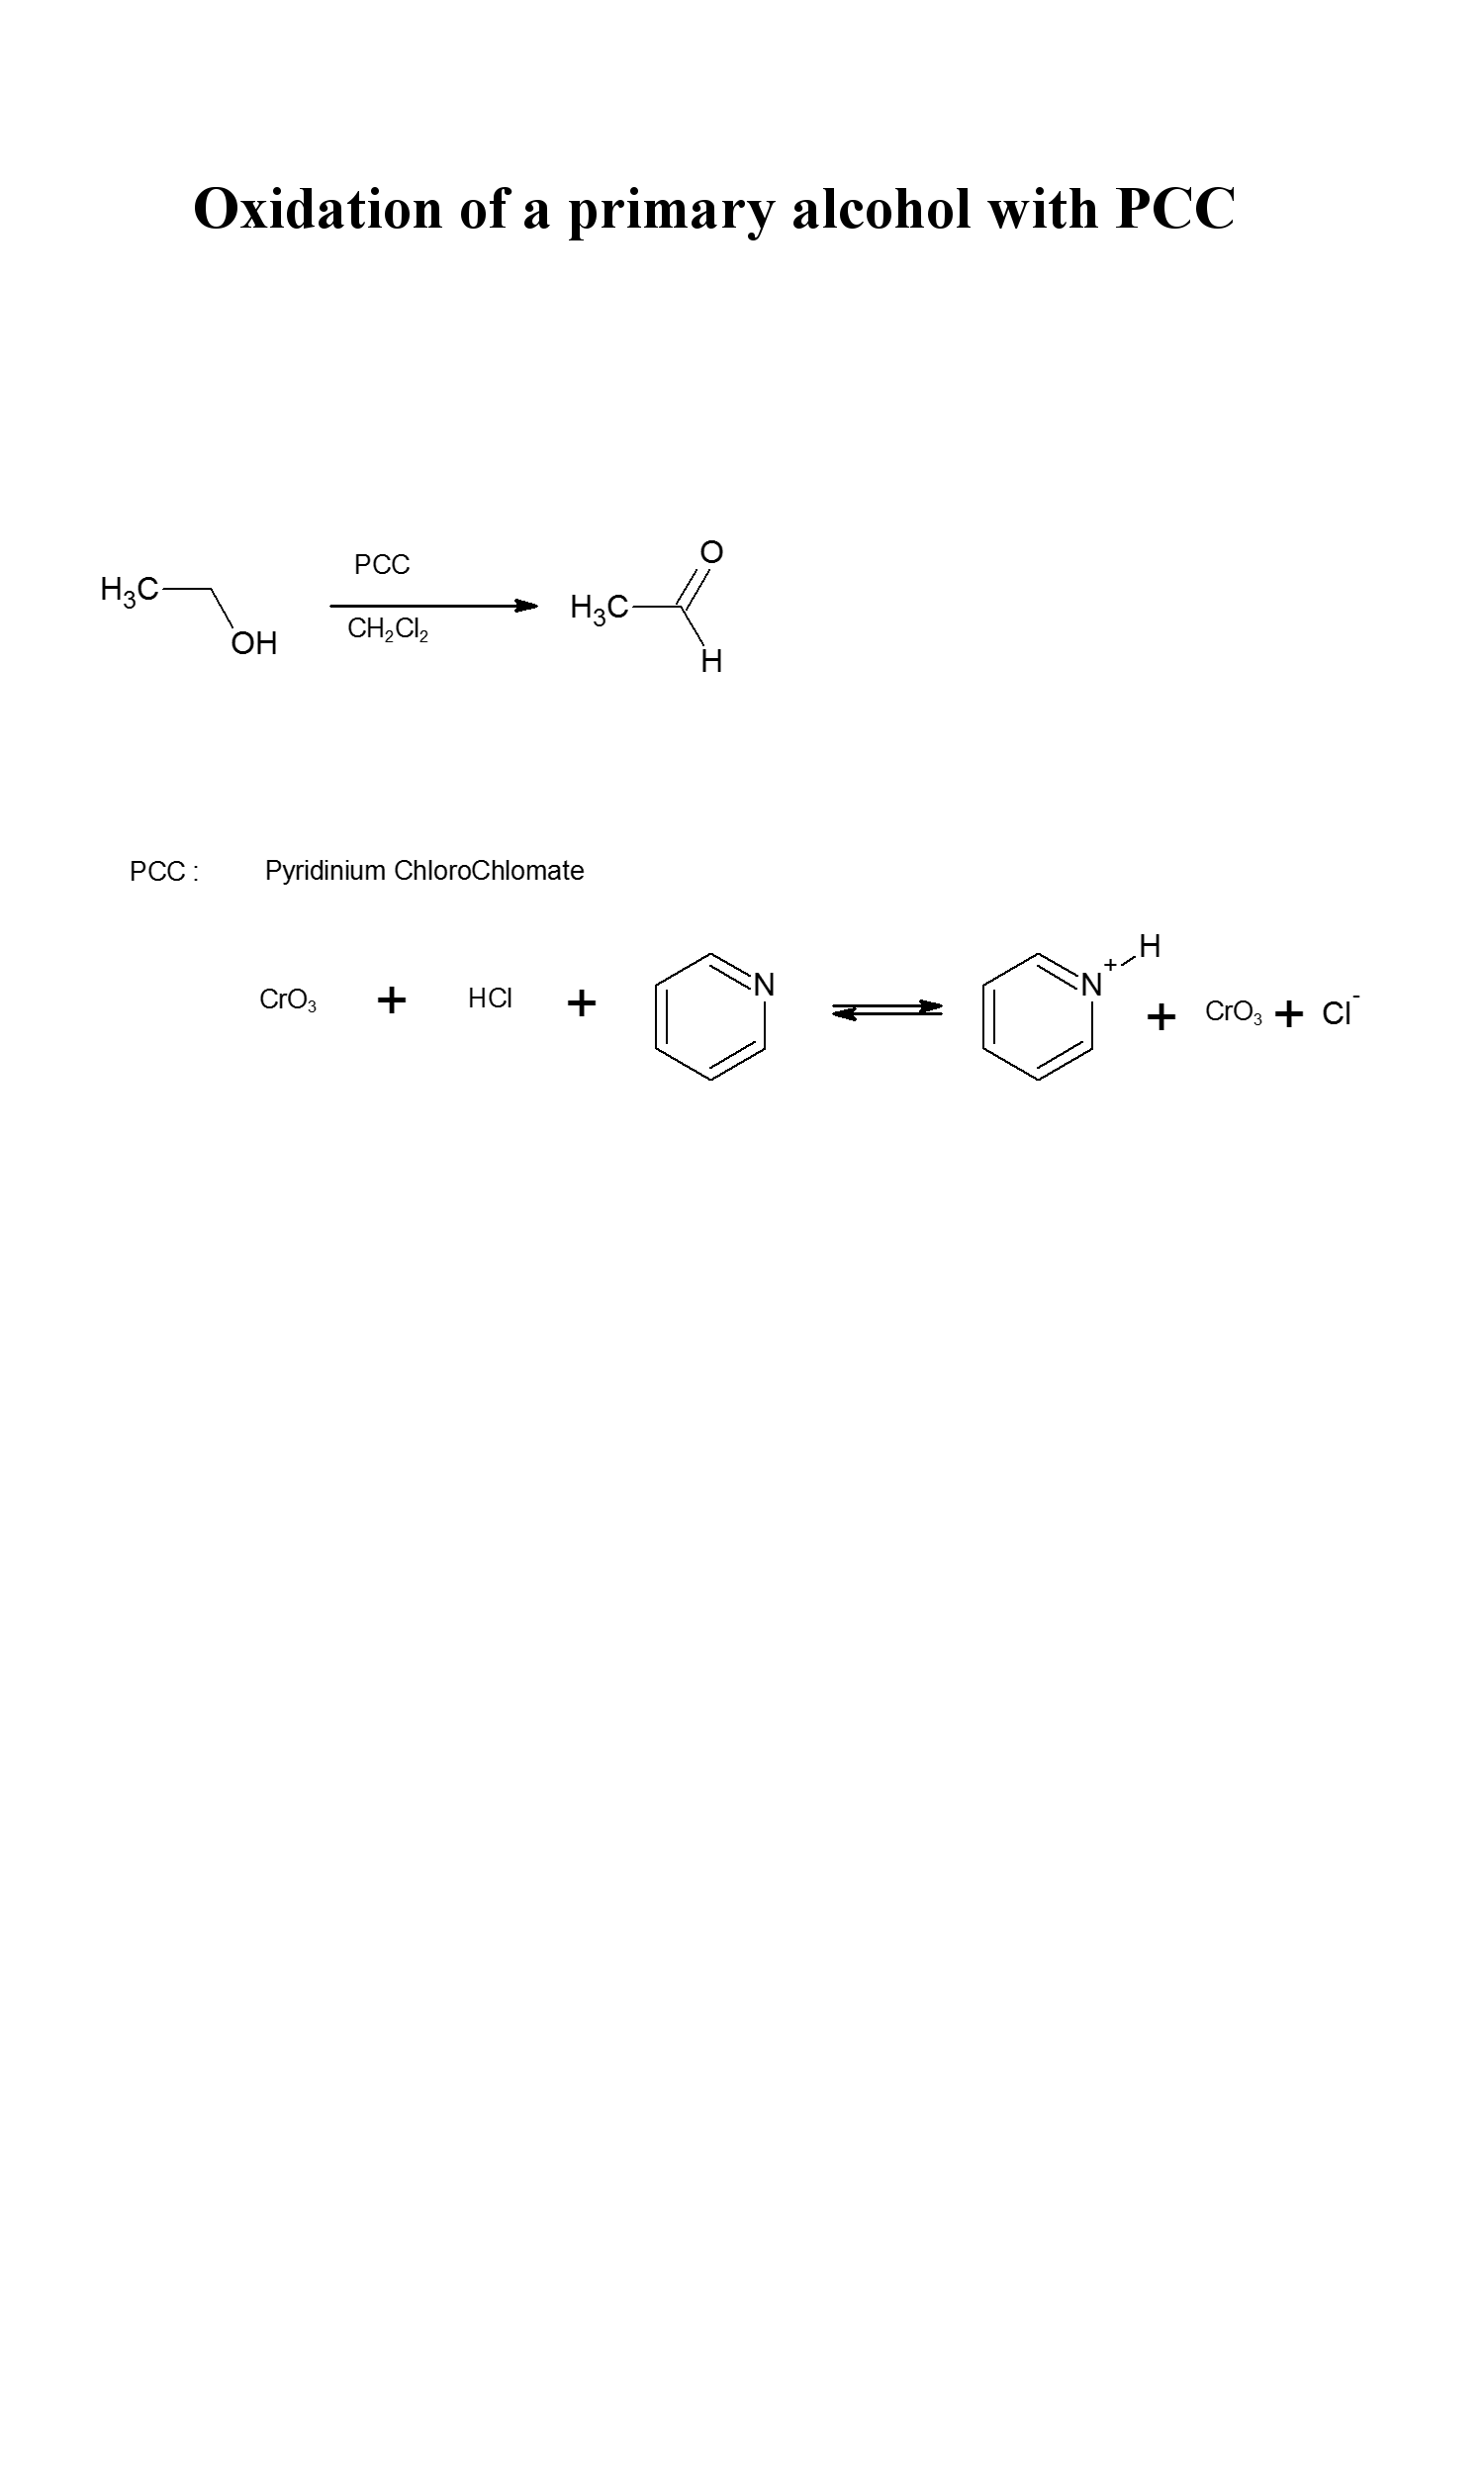 Oxidation of a primary alcohol with PCC
H₃C OH PCC CH₂Cl₂ H₃C O H
PCC : Pyridinium ChloroChlomate
CrO₃ + HCl + N N⁺ H + CrO₃ + Cl⁻